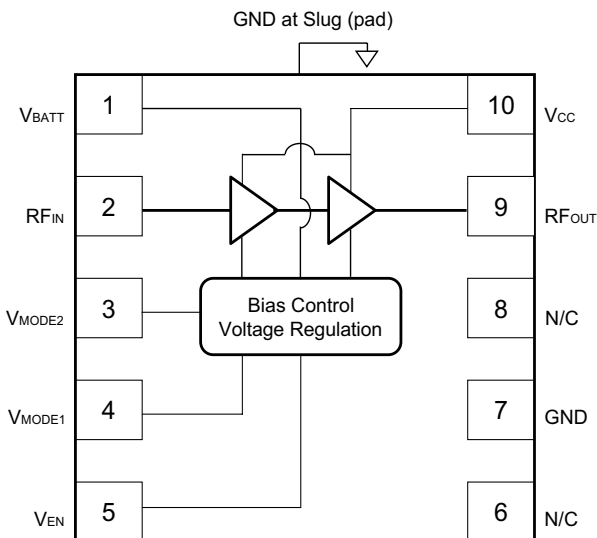 GND at Slug (pad)
VBATT 1
10 VCC
RFIN 2
9 RFOUT
VMODE2 3
Bias Control
Voltage Regulation
8 N/C
VMODE1 4
7 GND
VEN 5
6 N/C